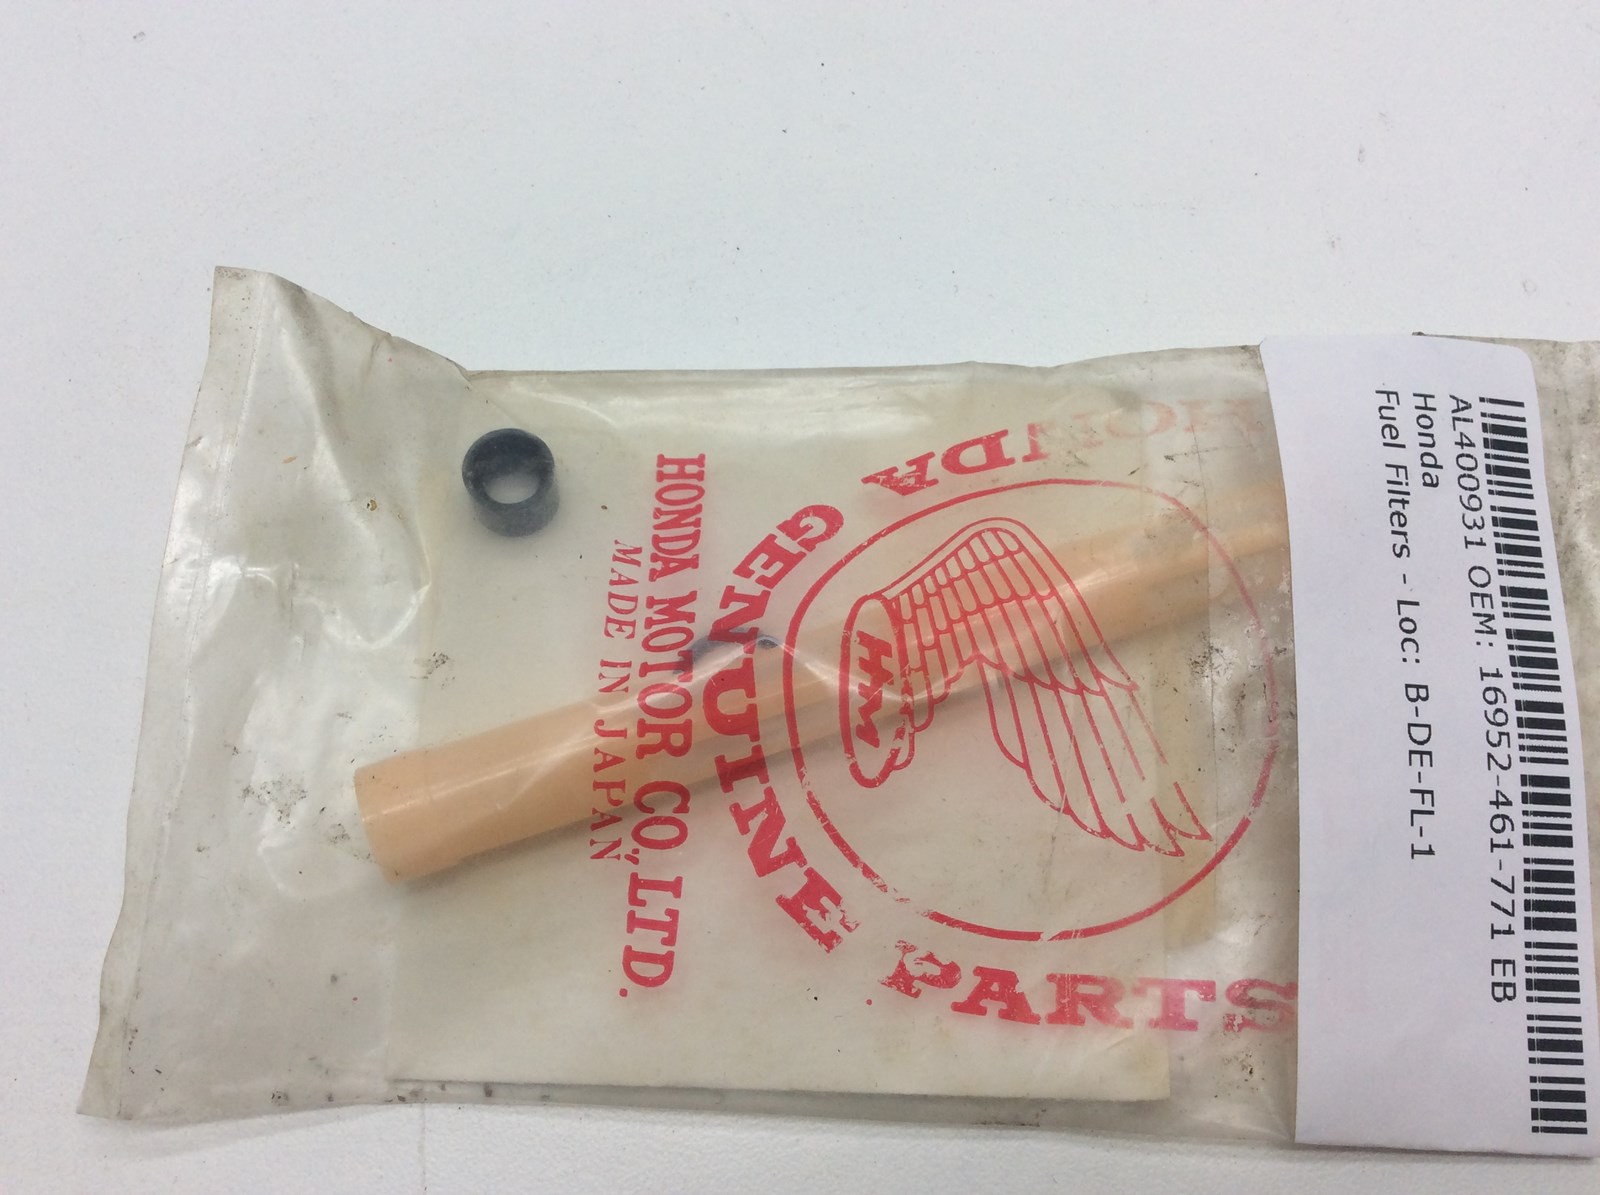 AL400931 OEM: 16952-461-771 EB
Honda
Fuel Filters - Loc: B-DE-FL-1
HONDA
GENUINE PARTS
HM
HONDA MOTOR CO., LTD.
MADE IN JAPAN